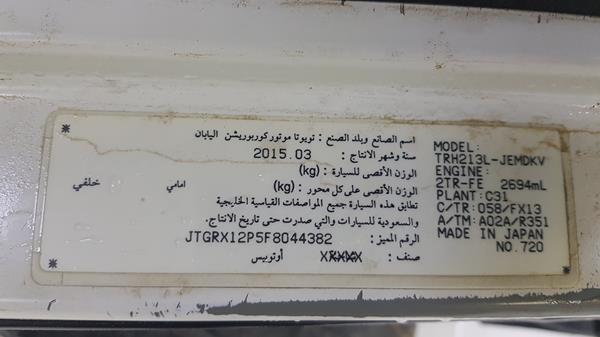 اسم الصانع وبلد الصنع : تويوتا موتور كوربوريشن اليابان
سنة وشهر الانتاج : 2015.03
الوزن الأقصى للسيارة : (kg)
الوزن الأقصى على كل محور : (kg) امامي خلفي
تطابق هذه السيارة جميع المواصفات القياسية الخليجية
والسعودية للسيارات والتي صدرت حتى تاريخ الانتاج.
الرقم المميز: JTGRX12P5F8044382
صنف : أوتوبيس
MODEL:
TRH213L-JEMDKV
ENGINE:
2TR-FE 2694mL
PLANT: C31
C/TR: 058/FX13
A/TM: A02A/R351
MADE IN JAPAN
NO.720